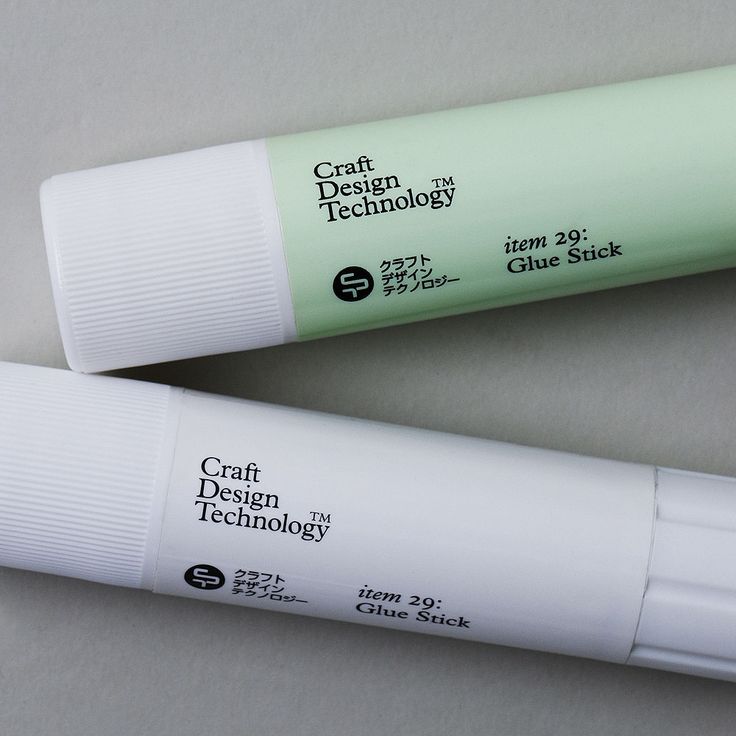 Craft
Design
Technology™
クラフト
デザイン
テクノロジー
item 29:
Glue Stick
Craft
Design
Technology™
クラフト
デザイン
テクノロジー
item 29:
Glue Stick